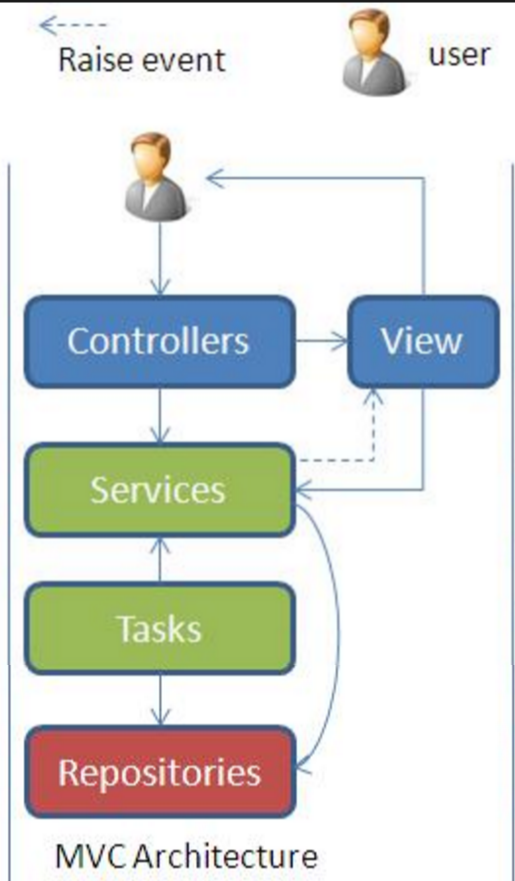 Raise event
user
Controllers
View
Services
Tasks
Repositories
MVC Architecture